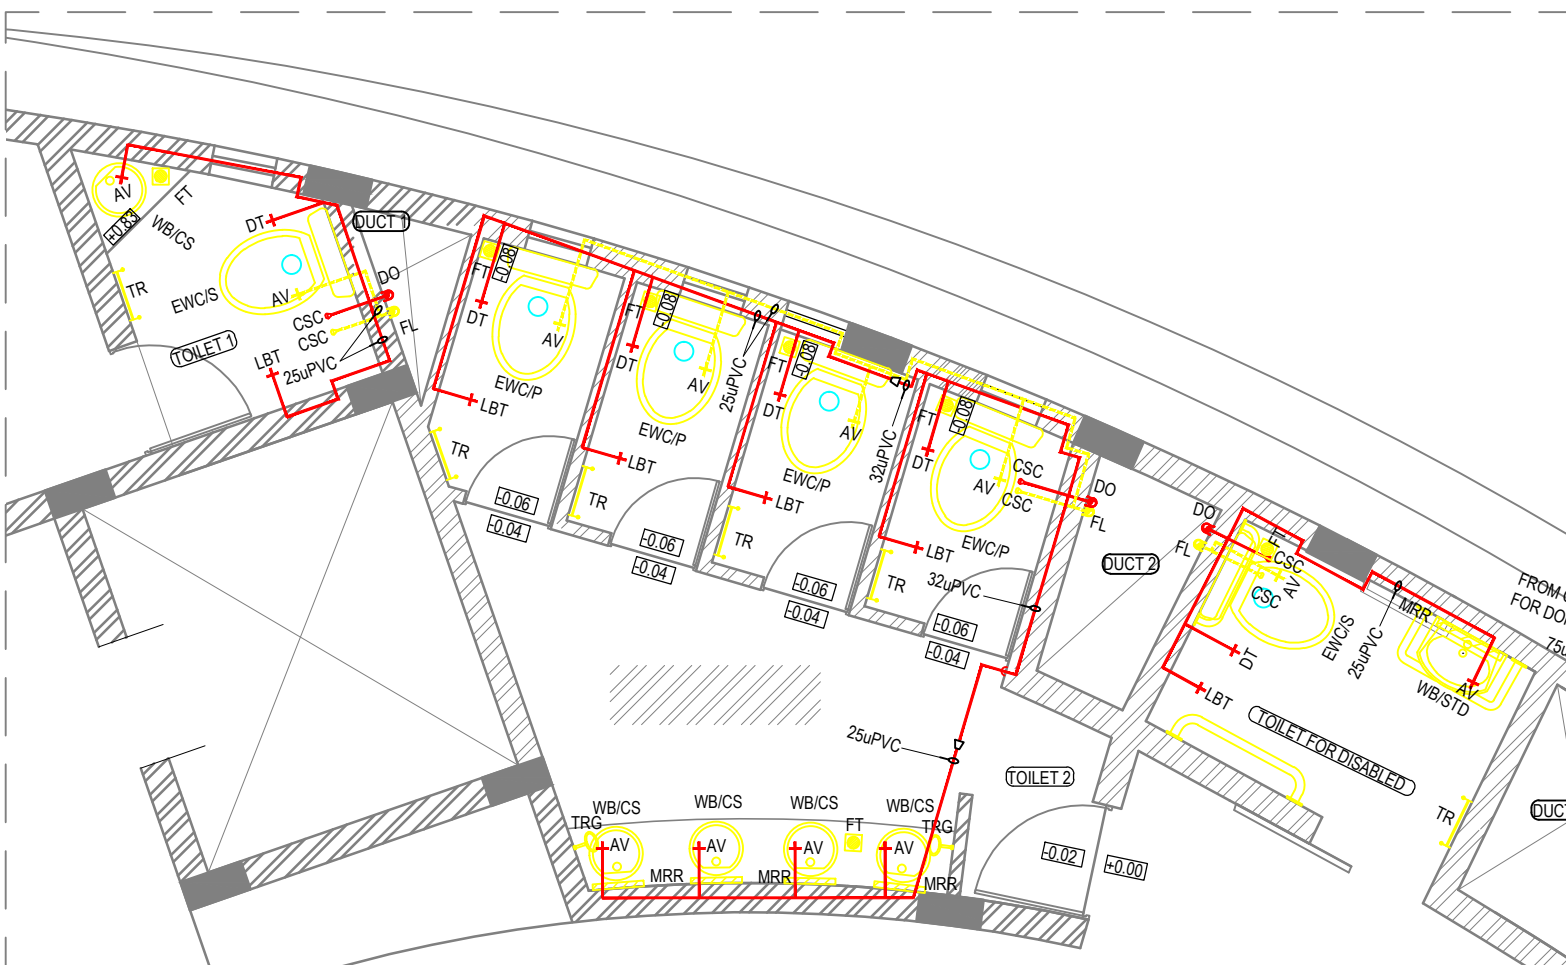 AV
FT
+0.83
WB/CS
DT
DUCT 1
TR
EWC/S
AV
DO
CSC
CSC
FL
TOILET 1
LBT
25uPVC
FT
-0.08
DT
AV
EWC/P
LBT
TR
-0.06
-0.04
FT
-0.08
DT
AV
25uPVC
EWC/P
LBT
TR
-0.06
-0.04
FT
-0.08
DT
AV
32uPVC
EWC/P
LBT
TR
-0.06
-0.04
FT
-0.08
DT
CSC
AV
CSC
DO
FL
EWC/P
LBT
32uPVC
TR
-0.06
-0.04
DUCT 2
DO
FL
FT
CSC
CSC
AV
EWC/S
MRR
25uPVC
DT
LBT
AV
WB/STD
TOILET FOR DISABLED
TR
FOR DO
75u
DUCT
25uPVC
TOILET 2
WB/CS
WB/CS
WB/CS
WB/CS
TRG
FT
TRG
AV
AV
AV
AV
MRR
MRR
MRR
-0.02
+0.00